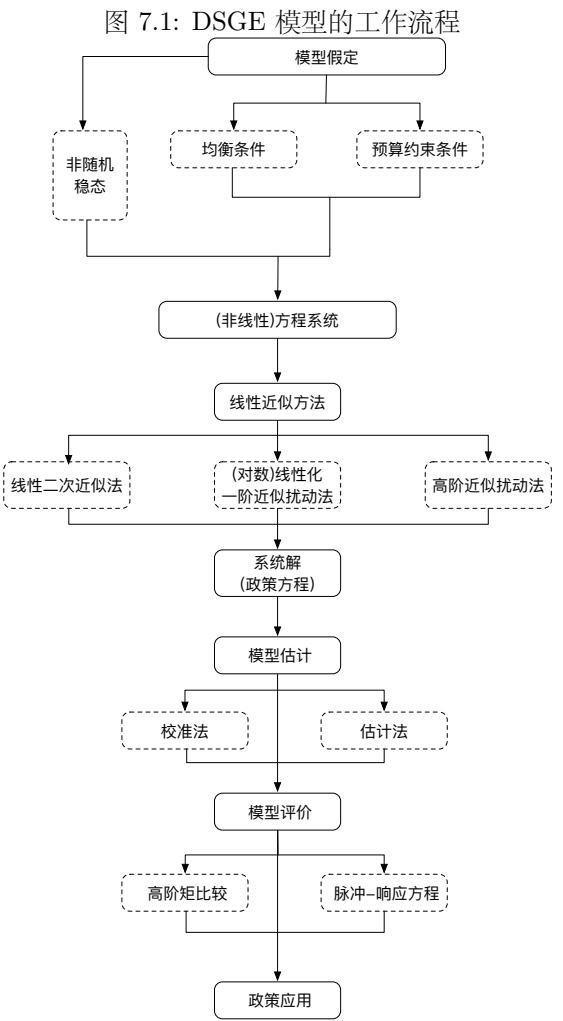 图 7.1: DSGE 模型的工作流程
模型假定
非随机
稳态
均衡条件
预算约束条件
(非线性)方程系统
线性近似方法
线性二次近似法
(对数)线性化
一阶近似扰动法
高阶近似扰动法
系统解
(政策方程)
模型估计
校准法
估计法
模型评价
高阶矩比较
脉冲–响应方程
政策应用